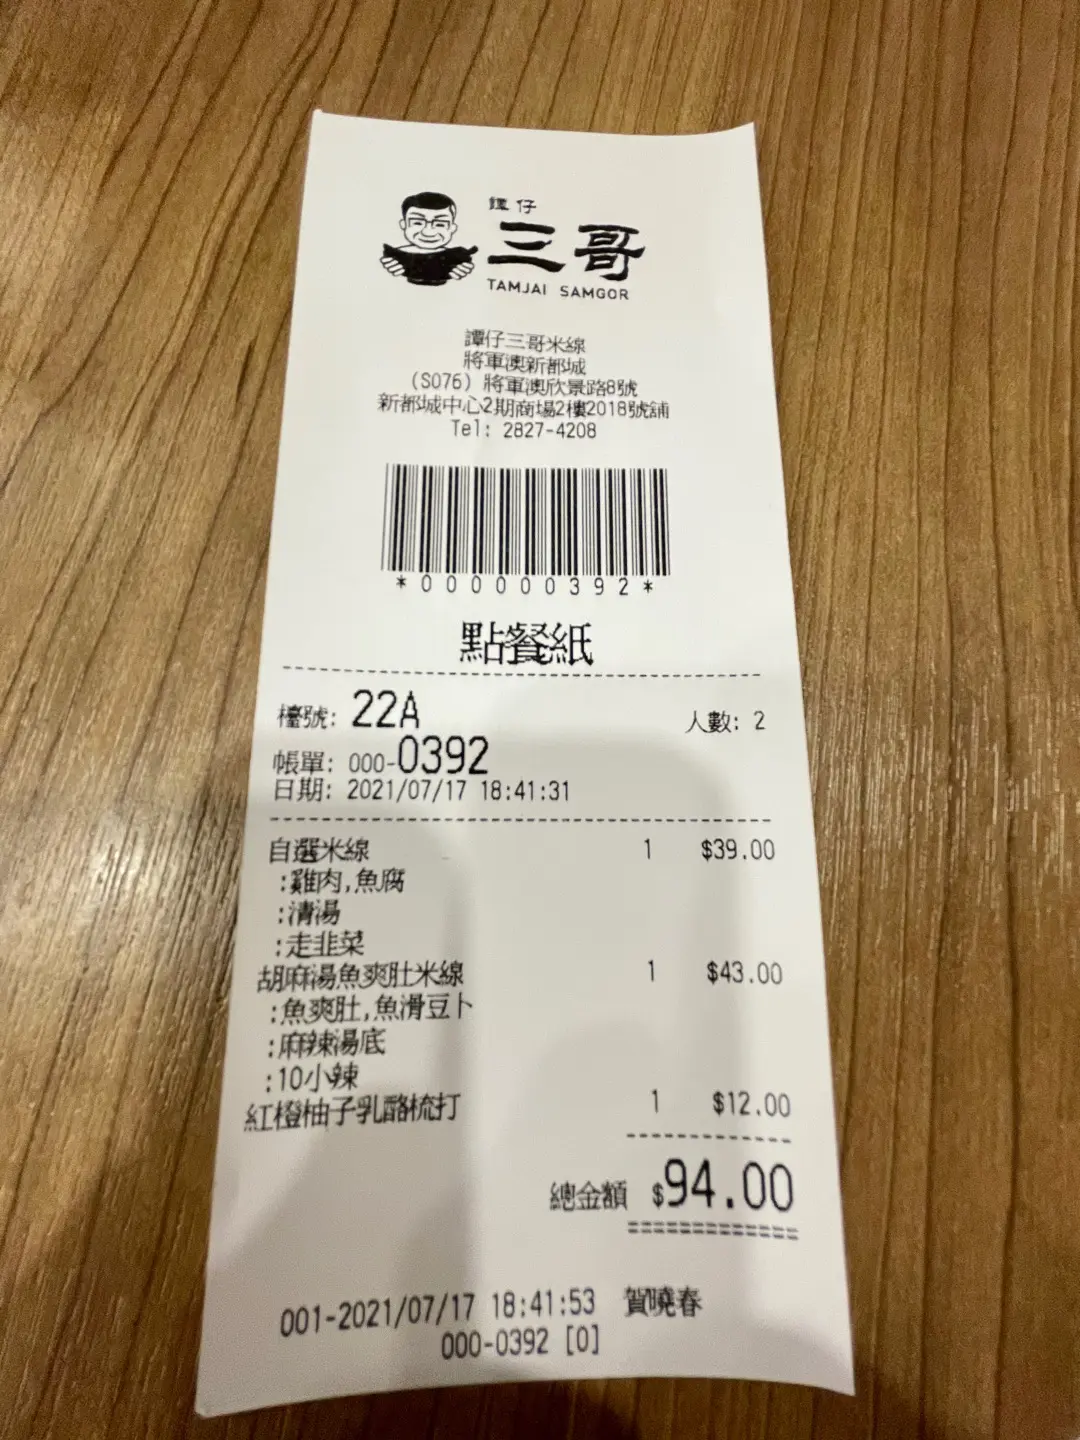 譚仔
三哥
TAMJAI SAMGOR
譚仔三哥米線
將軍澳新都城
(S076) 將軍澳欣景路8號
新都城中心2期商場2樓2018號舖
Tel: 2827-4208
*000000392*
點餐紙
檯號: 22A 人數: 2
帳單: 000-0392
日期: 2021/07/17 18:41:31
自選米線 1 $39.00
:雞肉,魚腐
:清湯
:走韭菜
胡麻湯魚爽肚米線 1 $43.00
:魚爽肚,魚滑豆卜
:麻辣湯底
:10小辣
紅橙柚子乳酪梳打 1 $12.00
總金額 $94.00
001-2021/07/17 18:41:53 賀曉春
000-0392 [0]